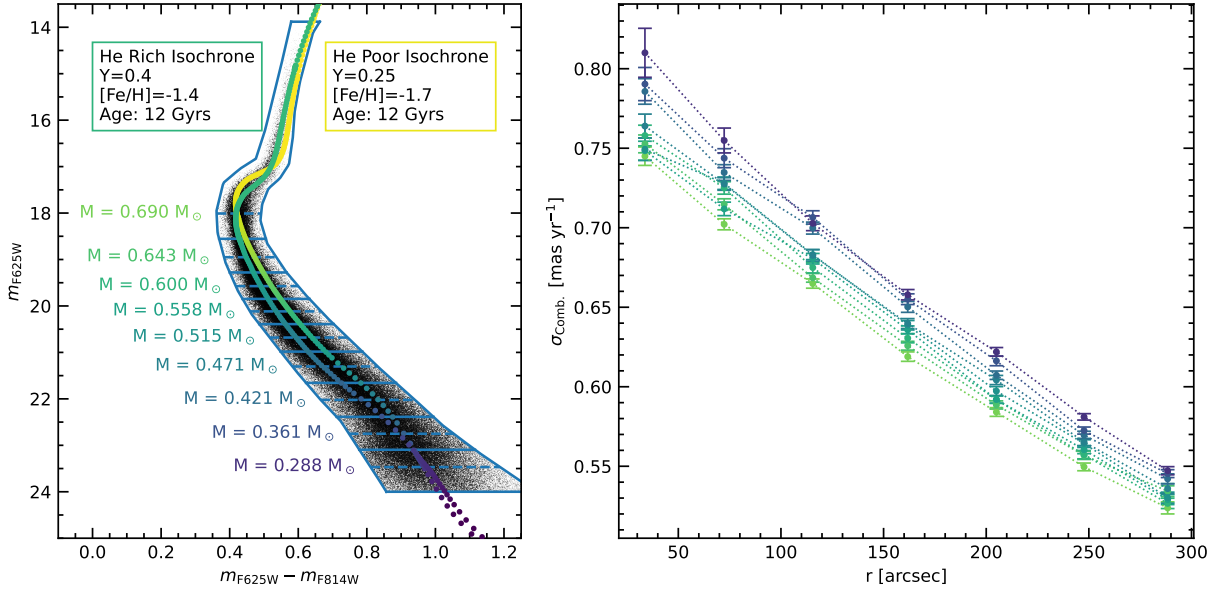 He Rich Isochrone
Y=0.4
[Fe/H]=-1.4
Age: 12 Gyrs
He Poor Isochrone
Y=0.25
[Fe/H]=-1.7
Age: 12 Gyrs
14
16
18
20
22
24
m_F625W
M = 0.690 M⊙
M = 0.643 M⊙
M = 0.600 M⊙
M = 0.558 M⊙
M = 0.515 M⊙
M = 0.471 M⊙
M = 0.421 M⊙
M = 0.361 M⊙
M = 0.288 M⊙
0.0 0.2 0.4 0.6 0.8 1.0 1.2
m_F625W − m_F814W
0.80
0.75
0.70
0.65
0.60
0.55
σ_Comb. [mas yr⁻¹]
50 100 150 200 250 300
r [arcsec]